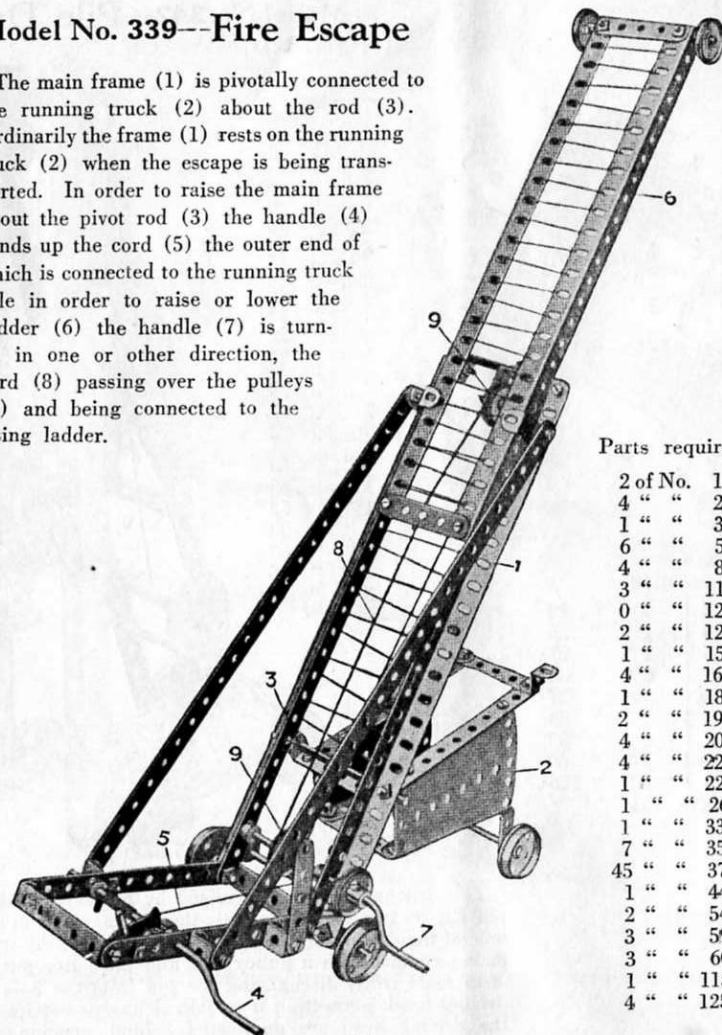 Model No. 339---Fire Escape
The main frame (1) is pivotally connected to
e running truck (2) about the rod (3).
rdinarily the frame (1) rests on the running
uck (2) when the escape is being trans-
rted. In order to raise the main frame
out the pivot rod (3) the handle (4)
nds up the cord (5) the outer end of
hich is connected to the running truck
le in order to raise or lower the
dder (6) the handle (7) is turn-
in one or other direction, the
rd (8) passing over the pulleys
) and being connected to the
sing ladder.
6
9
8
1
3
9
2
5
7
4
Parts requir
2 of No. 1
4 " " 2
1 " " 3
6 " " 5
4 " " 8
3 " " 11
0 " " 12
2 " " 12
1 " " 15
4 " " 16
1 " " 18
2 " " 19
4 " " 20
4 " " 22
1 " " 22
1 " " 26
1 " " 33
7 " " 35
45 " " 37
1 " " 44
2 " " 5
3 " " 59
3 " " 6
1 " " 11
4 " " 125